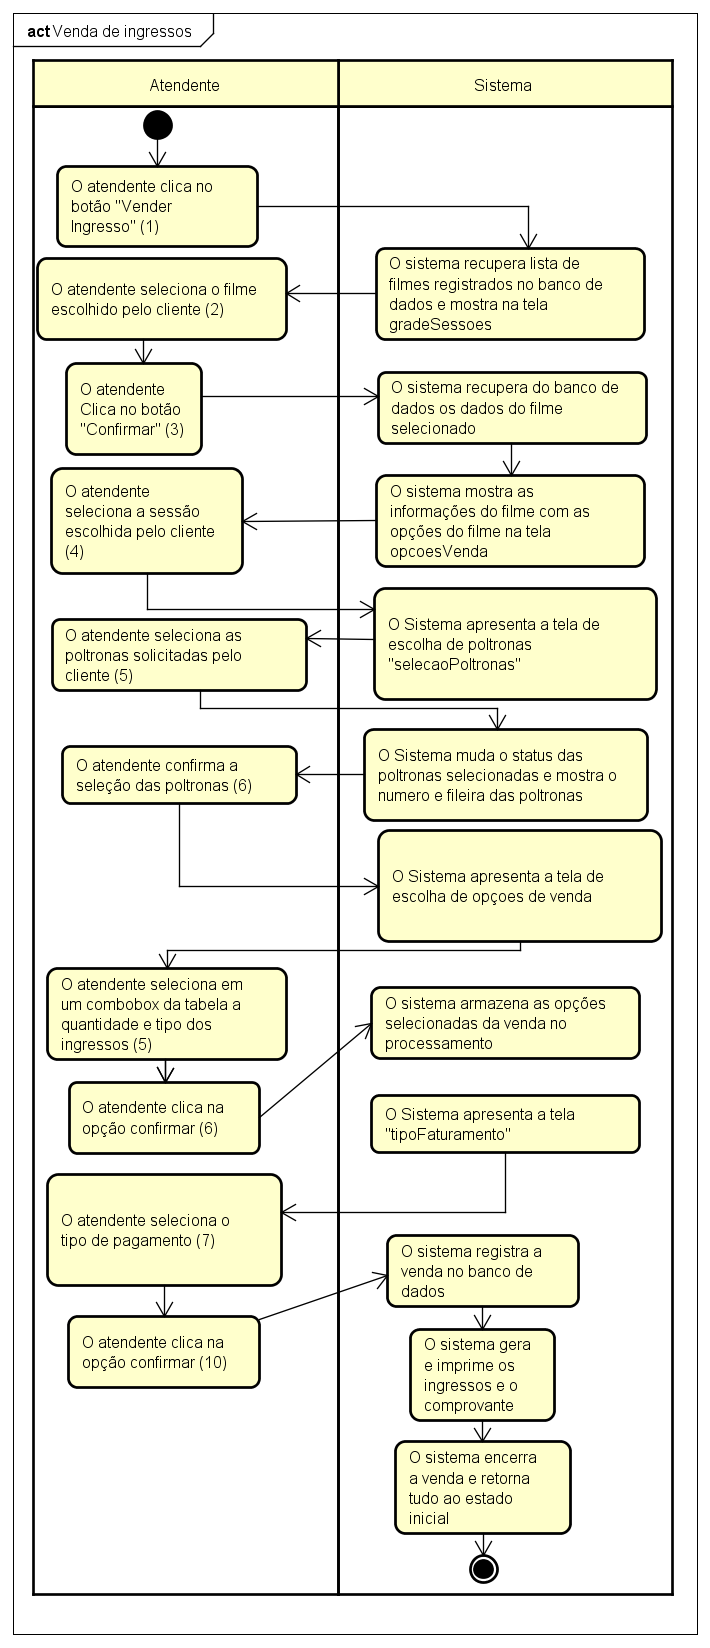 act Venda de ingressos
Atendente
Sistema
O atendente clica no
botão "Vender
Ingresso" (1)
O sistema recupera lista de
filmes registrados no banco de
dados e mostra na tela
gradeSessoes
O atendente seleciona o filme
escolhido pelo cliente (2)
O atendente
Clica no botão
"Confirmar" (3)
O sistema recupera do banco de
dados os dados do filme
selecionado
O sistema mostra as
informações do filme com as
opções do filme na tela
opcoesVenda
O atendente
seleciona a sessão
escolhida pelo cliente
(4)
O Sistema apresenta a tela de
escolha de poltronas
"selecaoPoltronas"
O atendente seleciona as
poltronas solicitadas pelo
cliente (5)
O Sistema muda o status das
poltronas selecionadas e mostra o
numero e fileira das poltronas
O atendente confirma a
seleção das poltronas (6)
O Sistema apresenta a tela de
escolha de opçoes de venda
O atendente seleciona em
um combobox da tabela a
quantidade e tipo dos
ingressos (5)
O atendente clica na
opção confirmar (6)
O sistema armazena as opções
selecionadas da venda no
processamento
O Sistema apresenta a tela
"tipoFaturamento"
O atendente seleciona o
tipo de pagamento (7)
O atendente clica na
opção confirmar (10)
O sistema registra a
venda no banco de
dados
O sistema gera
e imprime os
ingressos e o
comprovante
O sistema encerra
a venda e retorna
tudo ao estado
inicial